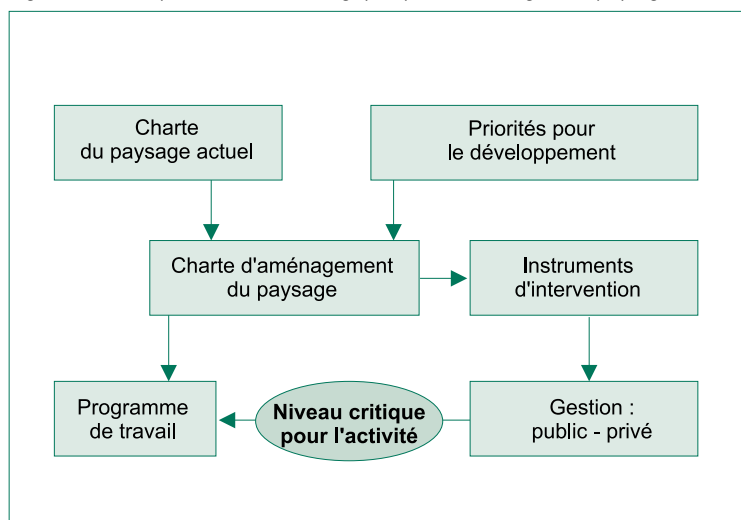 Charte
du paysage actuel
Priorités pour
le développement
Charte d'aménagement
du paysage
Instruments
d'intervention
Programme
de travail
Niveau critique
pour l'activité
Gestion :
public - privé